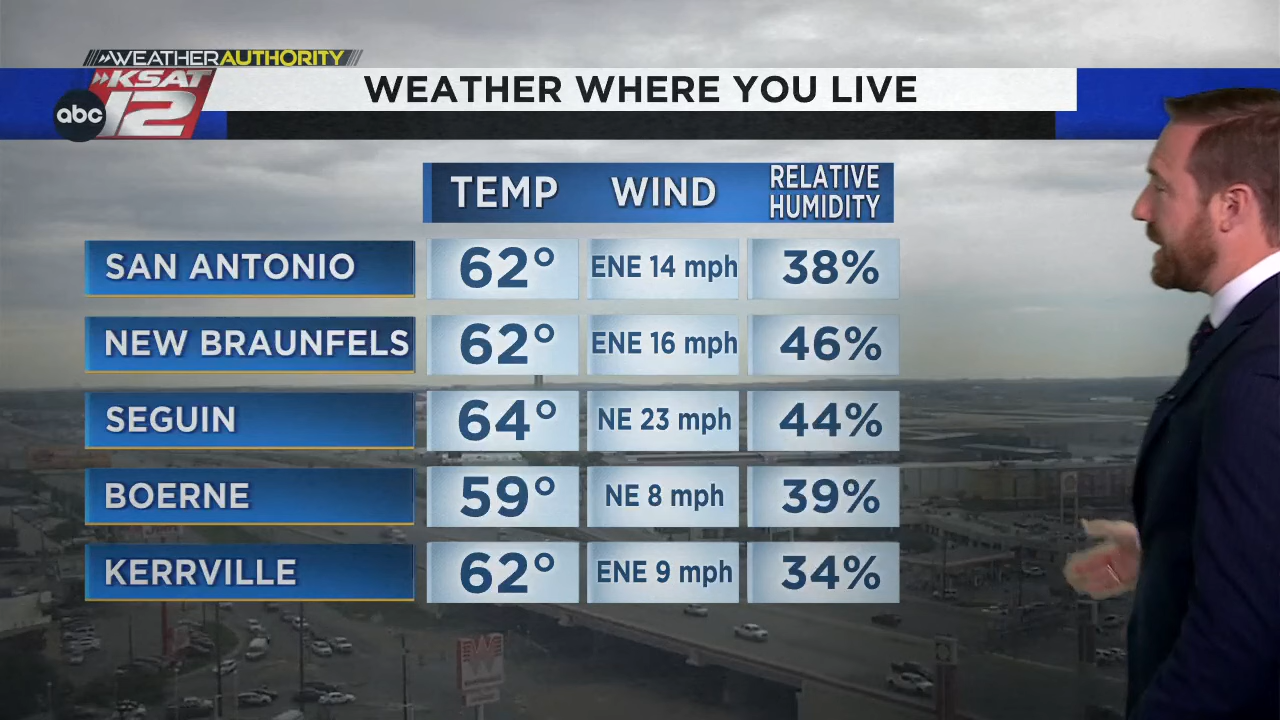 WEATHERAUTHORITY
KSAT
abc 12
WEATHER WHERE YOU LIVE
TEMP WIND RELATIVE HUMIDITY
SAN ANTONIO 62° ENE 14 mph 38%
NEW BRAUNFELS 62° ENE 16 mph 46%
SEGUIN 64° NE 23 mph 44%
BOERNE 59° NE 8 mph 39%
KERRVILLE 62° ENE 9 mph 34%